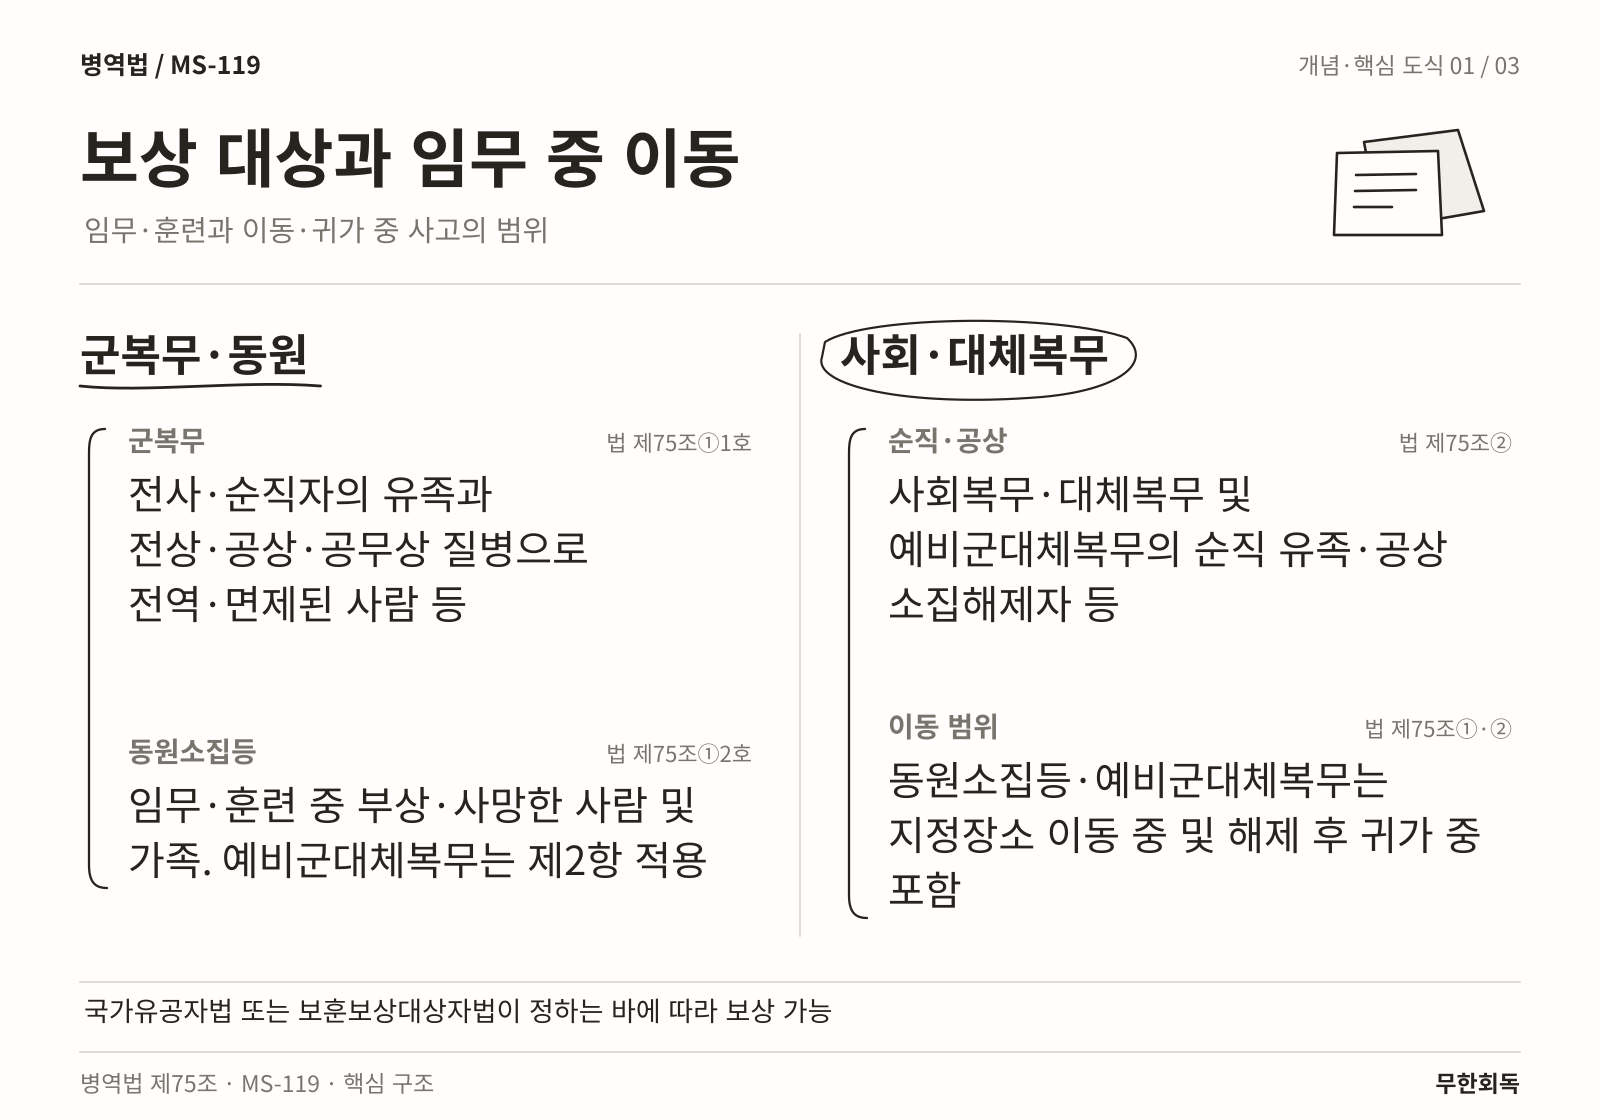 병역법 / MS-119
개념·핵심 도식 01 / 03
보상 대상과 임무 중 이동
임무·훈련과 이동·귀가 중 사고의 범위
군복무·동원
군복무
법 제75조①1호
전사·순직자의 유족과
전상·공상·공무상 질병으로
전역·면제된 사람 등
동원소집등
법 제75조①2호
임무·훈련 중 부상·사망한 사람 및
가족. 예비군대체복무는 제2항 적용
사회·대체복무
순직·공상
법 제75조②
사회복무·대체복무 및
예비군대체복무의 순직 유족·공상
소집해제자 등
이동 범위
법 제75조①·②
동원소집등·예비군대체복무는
지정장소 이동 중 및 해제 후 귀가 중
포함
국가유공자법 또는 보훈보상대상자법이 정하는 바에 따라 보상 가능
병역법 제75조 · MS-119 · 핵심 구조
무한회독